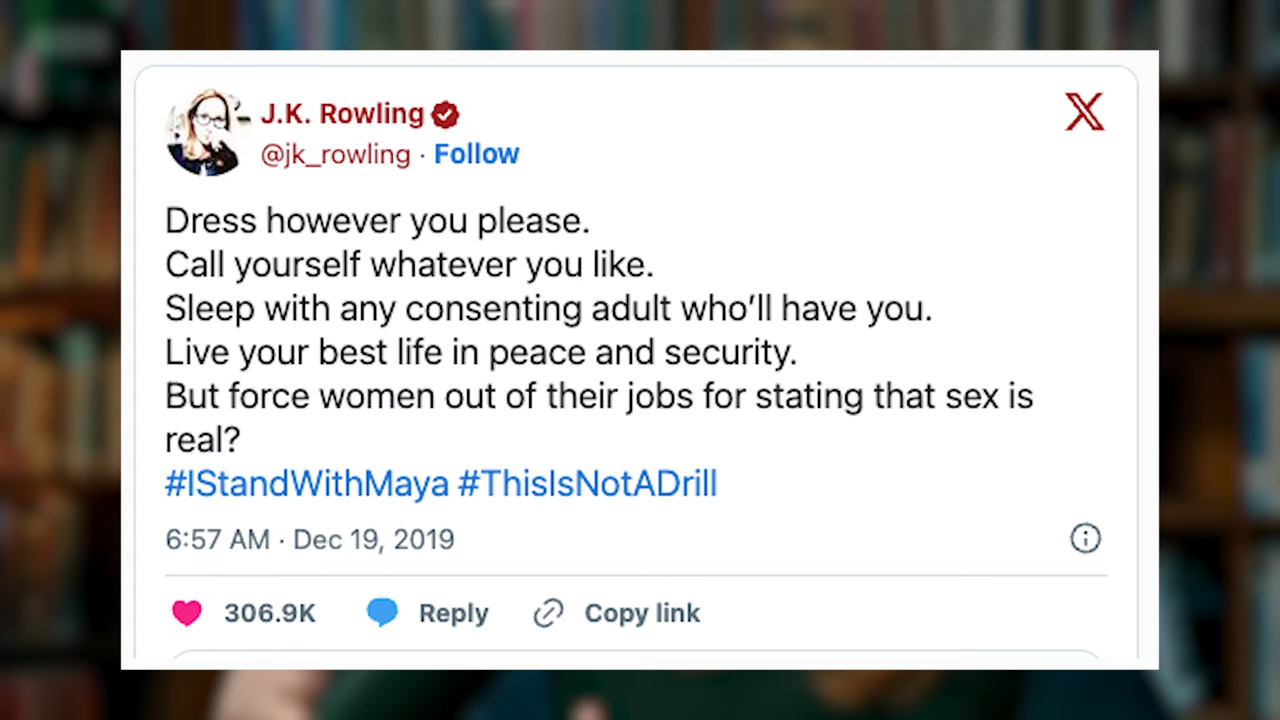 J.K. Rowling
@jk_rowling · Follow
Dress however you please.
Call yourself whatever you like.
Sleep with any consenting adult who’ll have you.
Live your best life in peace and security.
But force women out of their jobs for stating that sex is
real?
#IStandWithMaya #ThisIsNotADrill
6:57 AM · Dec 19, 2019
306.9K Reply Copy link